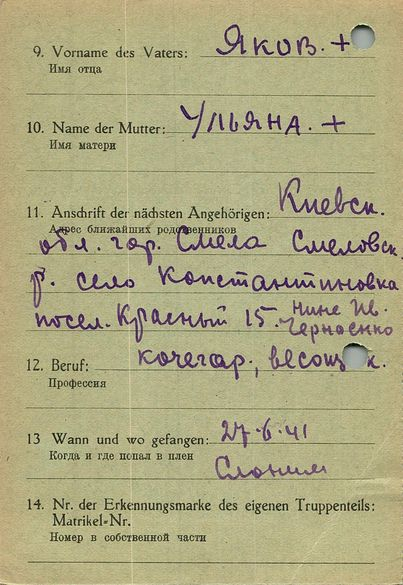 9. Vorname des Vaters: Яков. +
Имя отца
10. Name der Mutter: Ульяна. +
Имя матери
11. Anschrift der nächsten Angehörigen: Киевск.
Адрес ближайших родственников
обл. гор. Смела Смеловск.
р. село Константиновка
посел. Красный 15. Нине Ив.
Черноенко
12. Beruf: кочегар, весощ к.
Профессия
13 Wann und wo gefangen: 27·6·41
Когда и где попал в плен
Слоним
14. Nr. der Erkennungsmarke des eigenen Truppenteils:
Matrikel-Nr.
Номер в собственной части